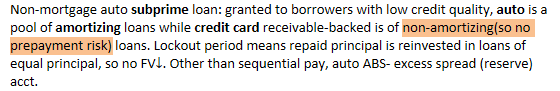 Non-mortgage auto subprime loan: granted to borrowers with low credit quality, auto is a
pool of amortizing loans while credit card receivable-backed is of non-amortizing(so no
prepayment risk) loans. Lockout period means repaid principal is reinvested in loans of
equal principal, so no FV↓. Other than sequential pay, auto ABS- excess spread (reserve)
acct.